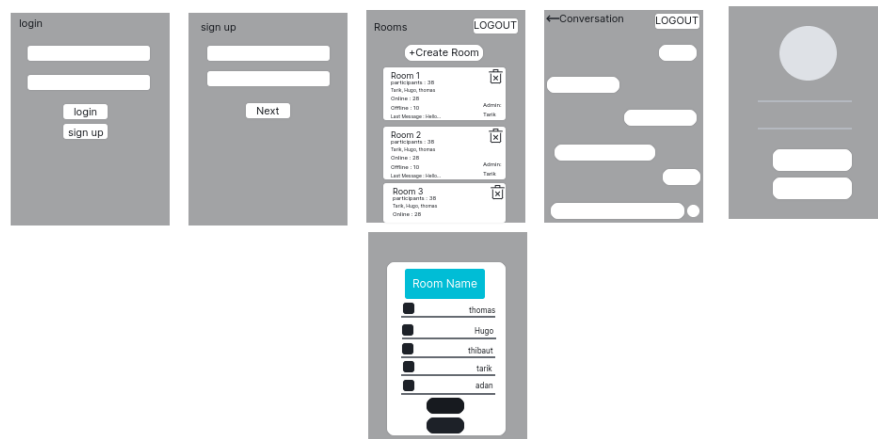 login
login
sign up
sign up
Next
Rooms
LOGOUT
+Create Room
Room 1
participants : 38
Tarik, Hugo, thomas
Online : 28
Offline : 10
Last Message : Hello...
Admin:
Tarik
Room 2
participants : 38
Tarik, Hugo, thomas
Online : 28
Offline : 10
Last Message : Hello...
Admin:
Tarik
Room 3
participants : 38
Tarik, Hugo, thomas
Online : 28
Conversation
LOGOUT
Room Name
thomas
Hugo
thibaut
tarik
adan